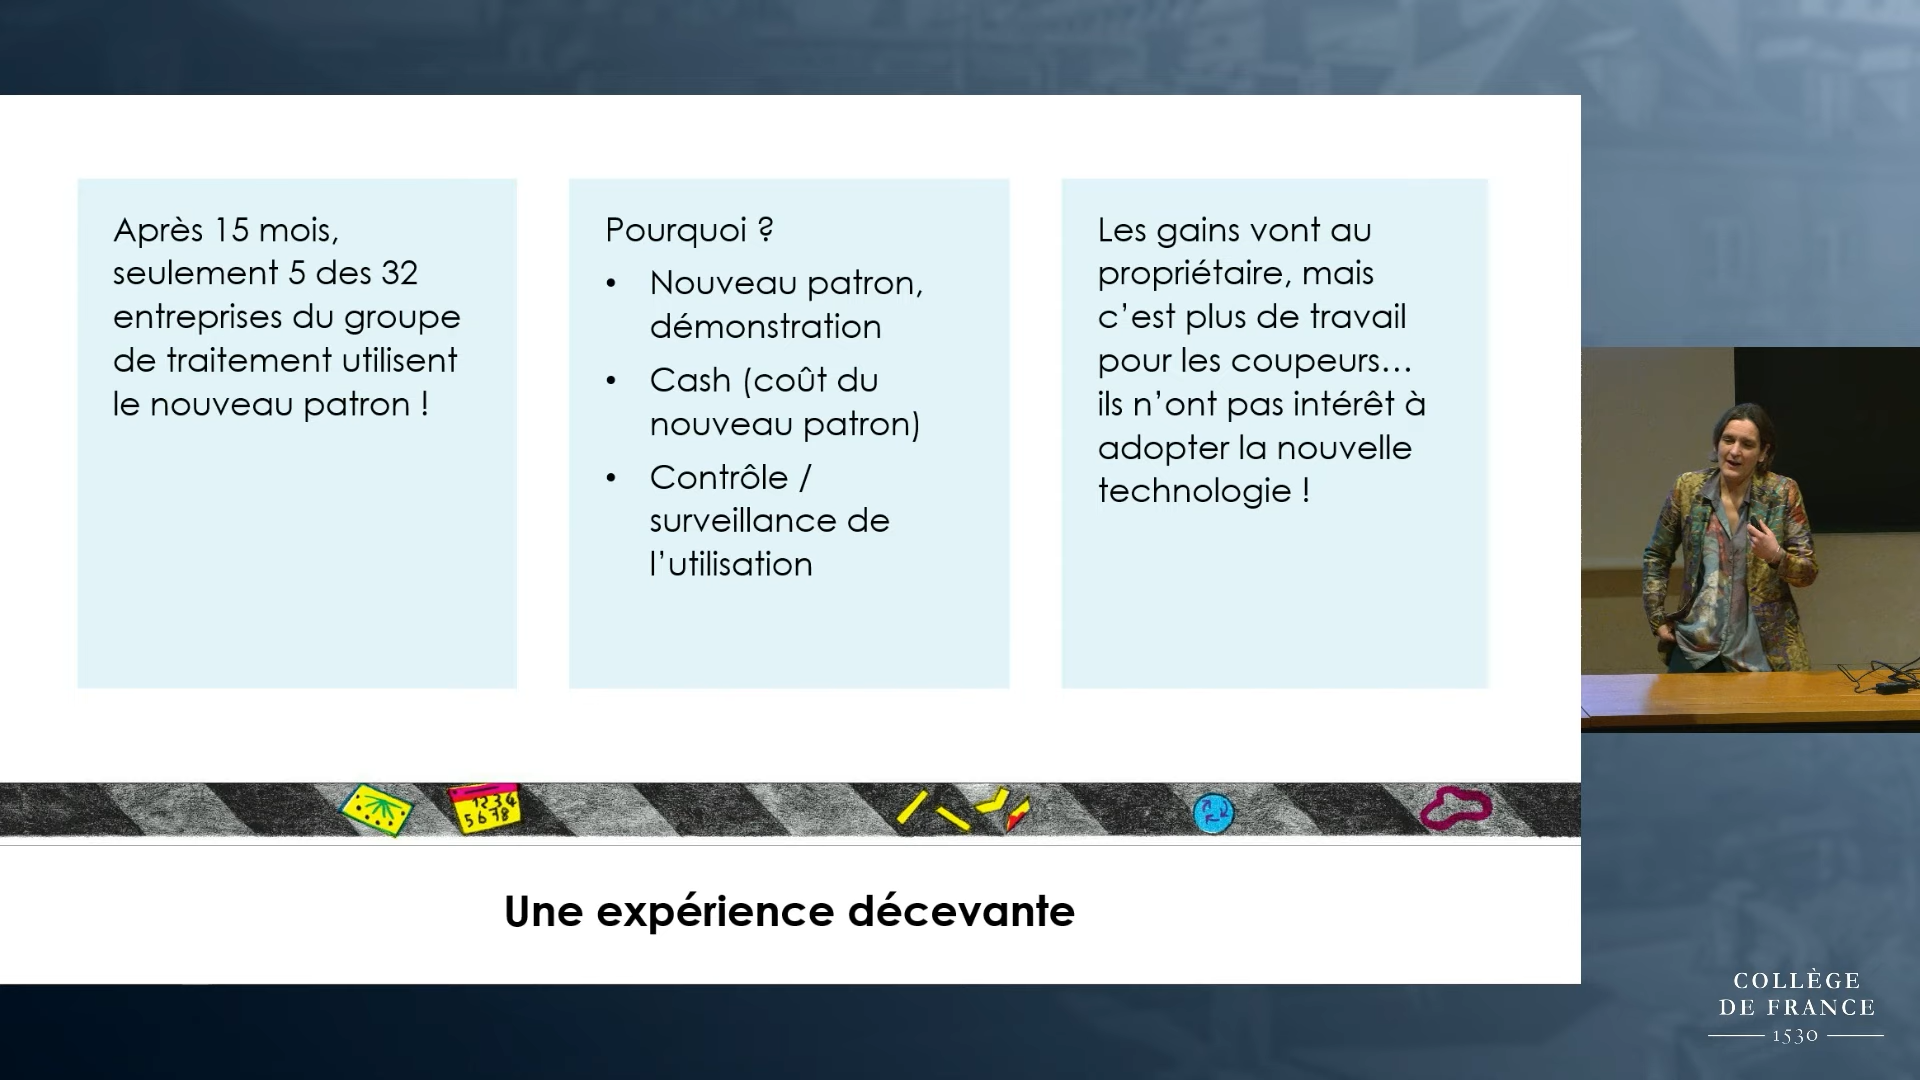 Après 15 mois,
seulement 5 des 32
entreprises du groupe
de traitement utilisent
le nouveau patron !
Pourquoi ?
• Nouveau patron,
démonstration
• Cash (coût du
nouveau patron)
• Contrôle /
surveillance de
l’utilisation
Les gains vont au
propriétaire, mais
c’est plus de travail
pour les coupeurs…
ils n’ont pas intérêt à
adopter la nouvelle
technologie !
1234
5678
Une expérience décevante
COLLÈGE
DE FRANCE
1530